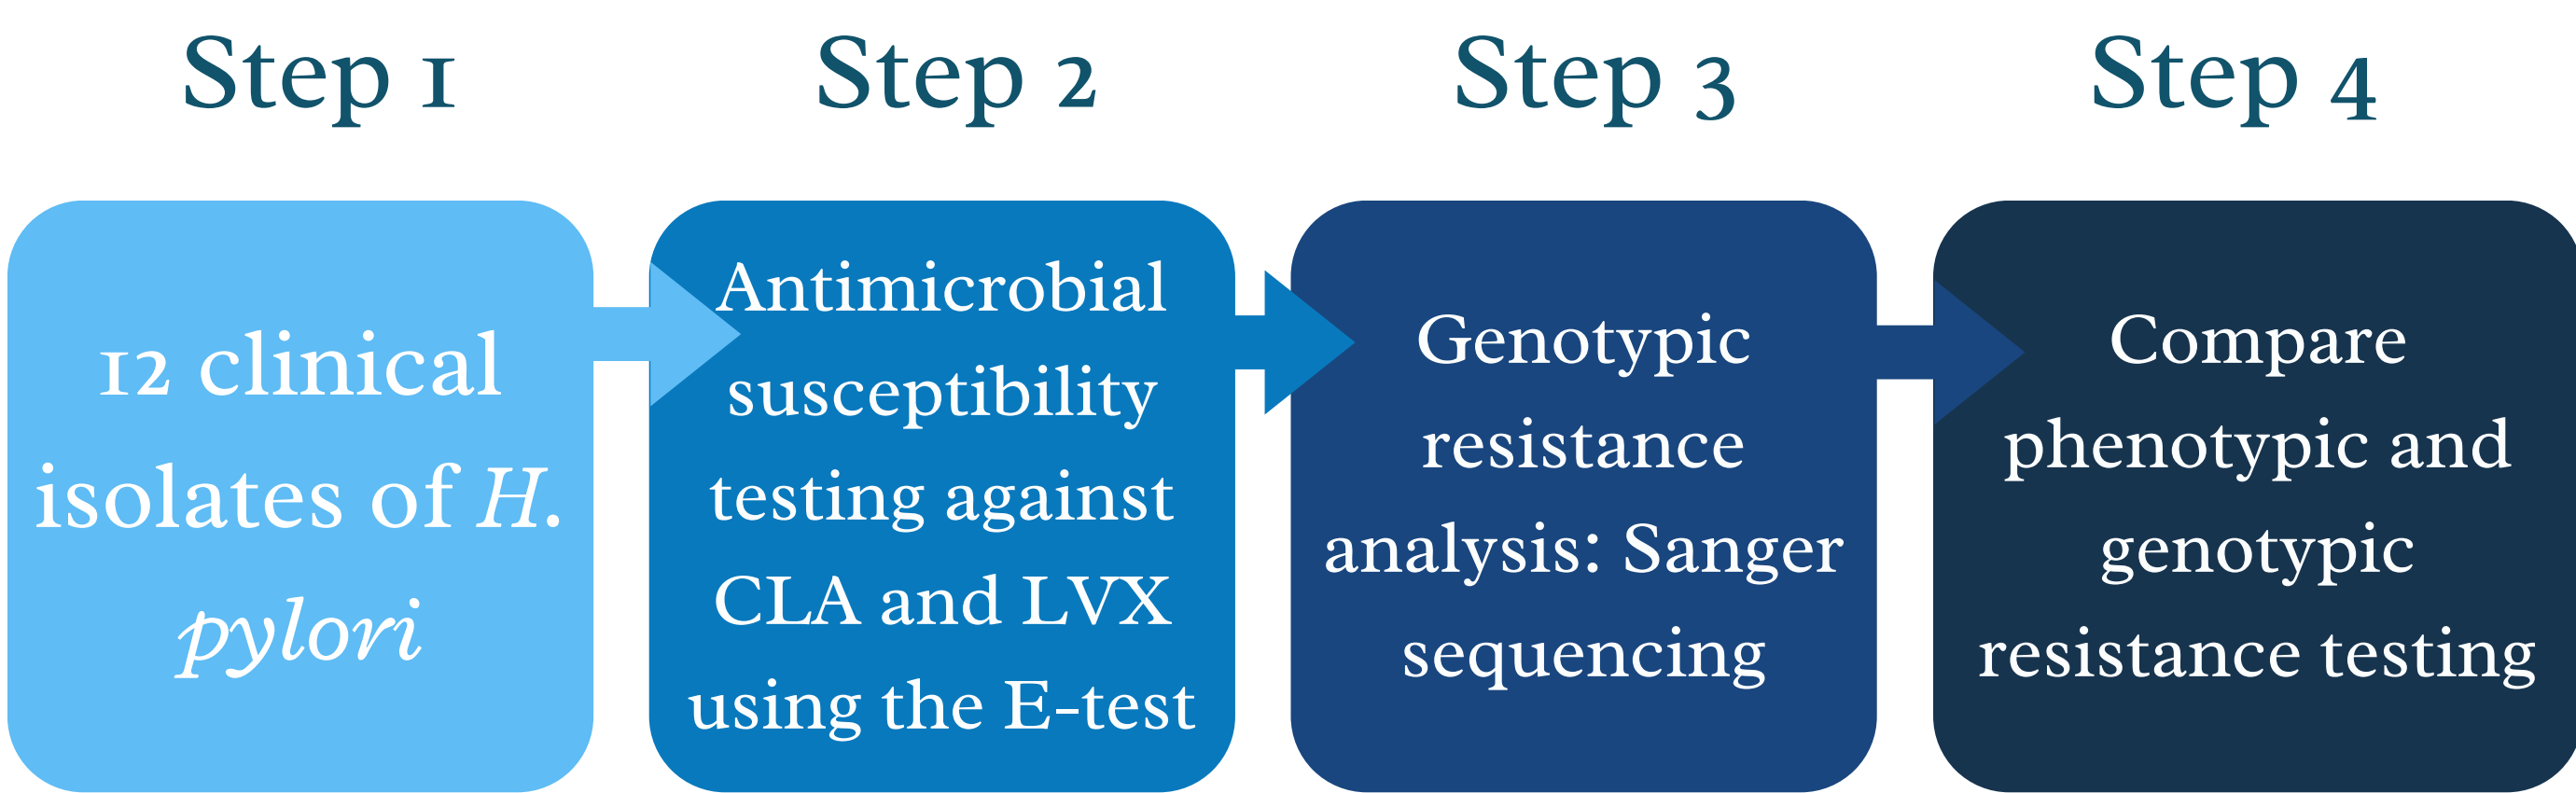 Step 1
Step 2
Step 3
Step 4
12 clinical
isolates of H.
pylori
Antimicrobial
susceptibility
testing against
CLA and LVX
using the E-test
Genotypic
resistance
analysis: Sanger
sequencing
Compare
phenotypic and
genotypic
resistance testing